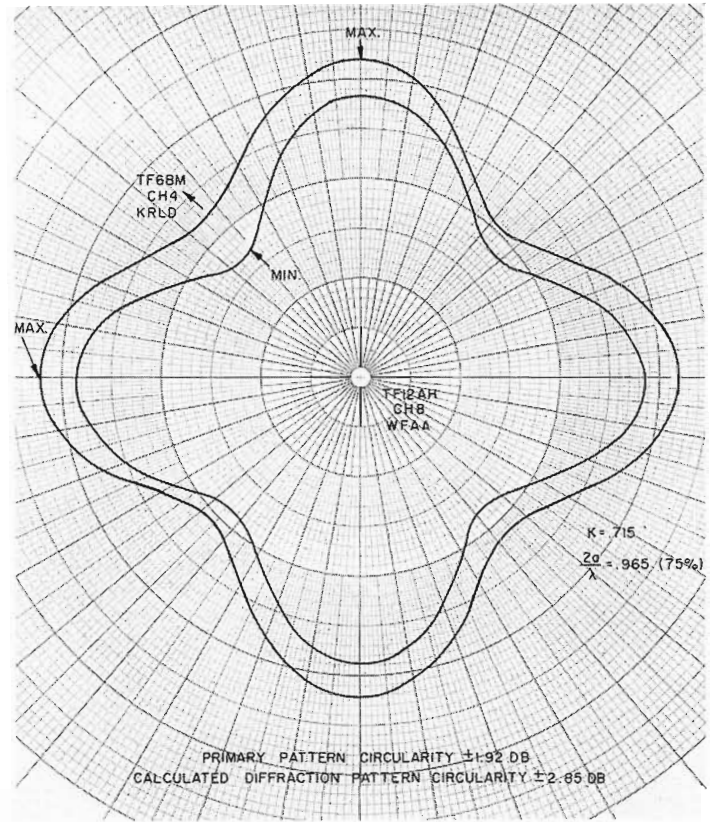 MAX.
TF6BM
CH4
KRLD
MIN.
MAX.
TF12AH
CH8
WFAA
K=.715
2a/λ=.965 (75%)
PRIMARY PATTERN CIRCULARITY ±1.92 DB
CALCULATED DIFFRACTION PATTERN CIRCULARITY ±2.85 DB